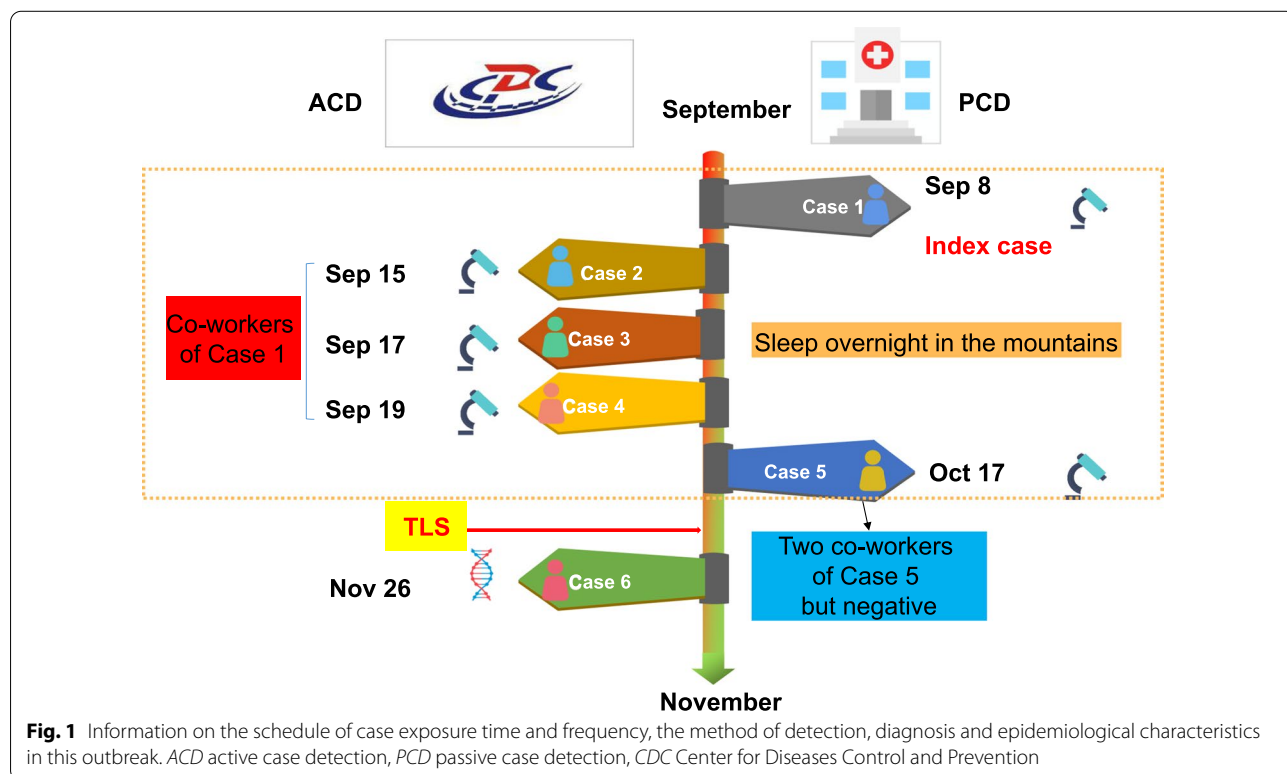 ACD
CDC
September
PCD
Case 1
Sep 8
Index case
Sep 15
Case 2
Co-workers
of Case 1
Sep 17
Case 3
Sleep overnight in the mountains
Sep 19
Case 4
Case 5
Oct 17
TLS
Two co-workers
of Case 5
but negative
Nov 26
Case 6
November
Fig. 1 Information on the schedule of case exposure time and frequency, the method of detection, diagnosis and epidemiological characteristics
in this outbreak. ACD active case detection, PCD passive case detection, CDC Center for Diseases Control and Prevention